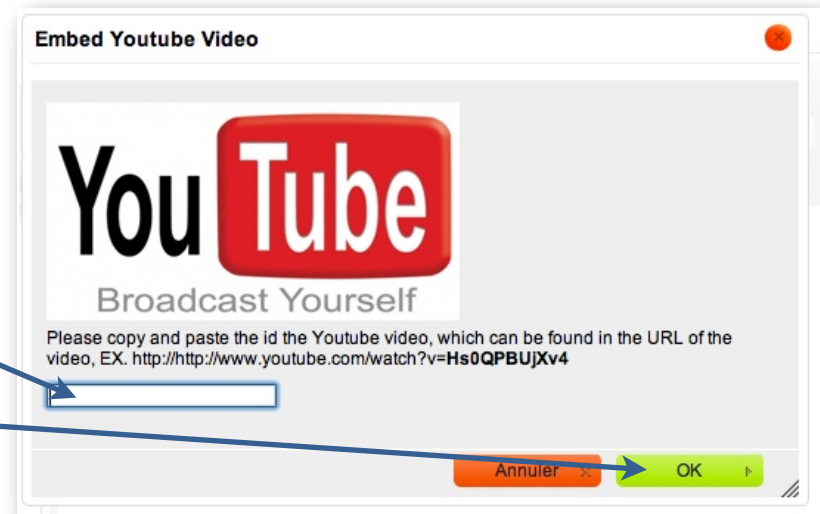 Embed Youtube Video
You Tube
Broadcast Yourself
Please copy and paste the id the Youtube video, which can be found in the URL of the
video, EX. http://http://www.youtube.com/watch?v=Hs0QPBUjXv4
Annuler
OK